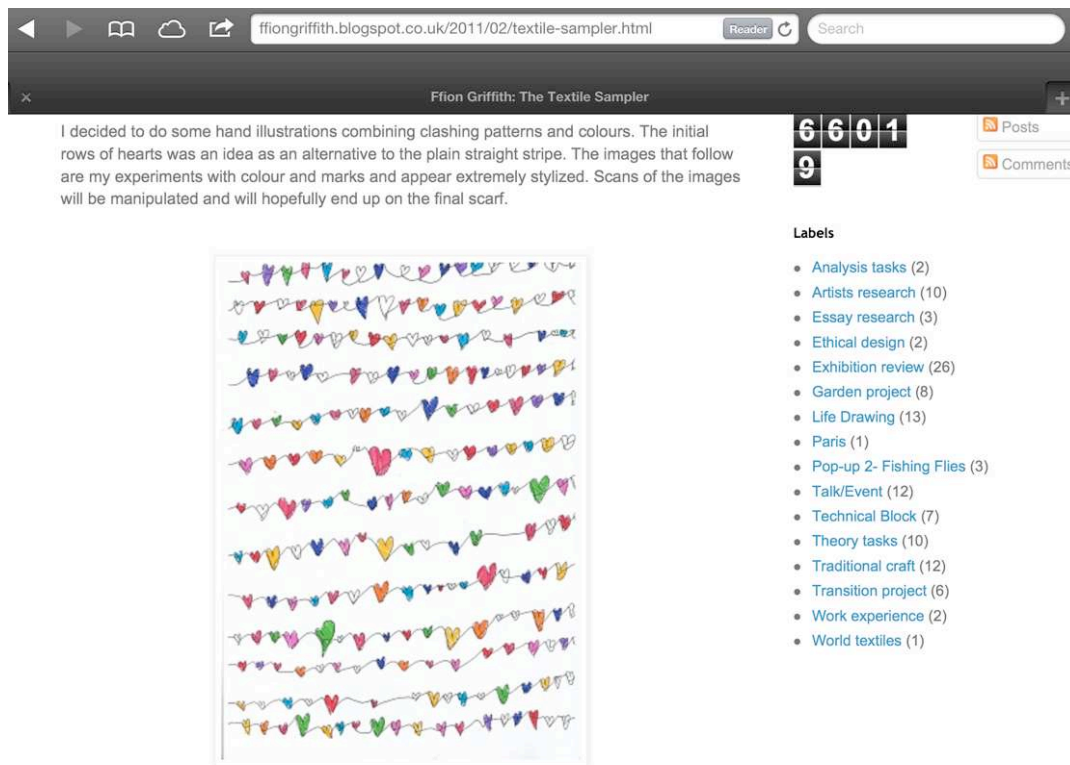 ffiongriffith.blogspot.co.uk/2011/02/textile-sampler.html
Reader
Search
Ffion Griffith: The Textile Sampler
I decided to do some hand illustrations combining clashing patterns and colours. The initial
rows of hearts was an idea as an alternative to the plain straight stripe. The images that follow
are my experiments with colour and marks and appear extremely stylized. Scans of the images
will be manipulated and will hopefully end up on the final scarf.
6601
9
Posts
Comments
Labels
Analysis tasks (2)
Artists research (10)
Essay research (3)
Ethical design (2)
Exhibition review (26)
Garden project (8)
Life Drawing (13)
Paris (1)
Pop-up 2- Fishing Flies (3)
Talk/Event (12)
Technical Block (7)
Theory tasks (10)
Traditional craft (12)
Transition project (6)
Work experience (2)
World textiles (1)